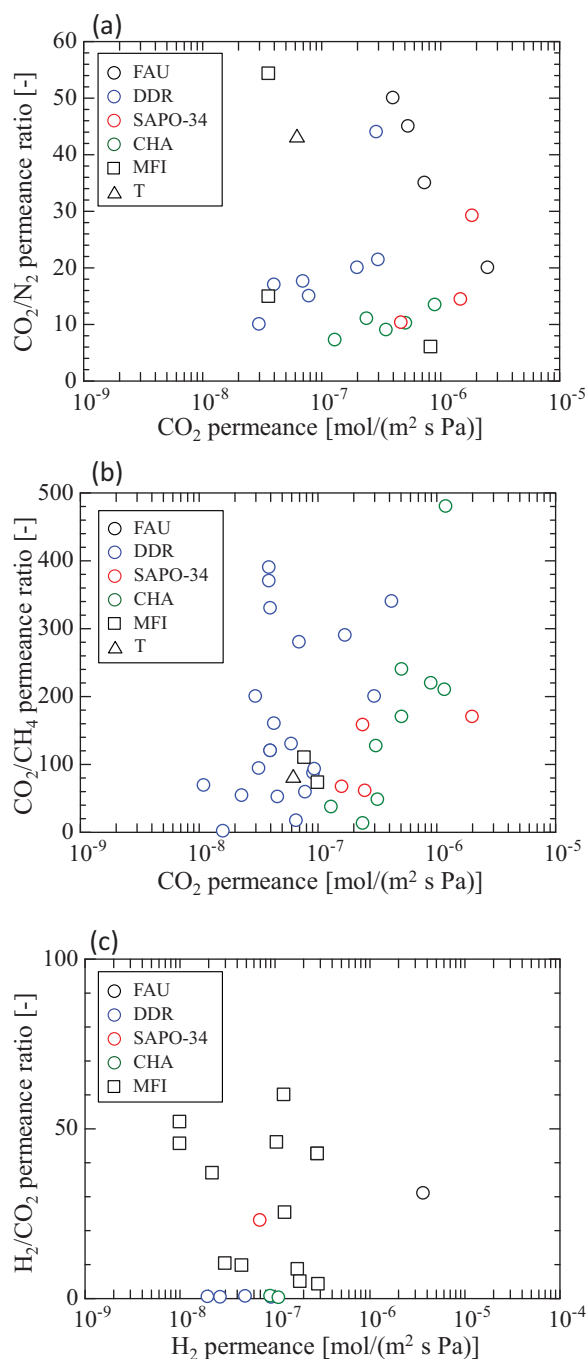 (a)
60
50
40
30
20
10
0
CO₂/N₂ permeance ratio [-]
FAU
DDR
SAPO-34
CHA
MFI
T
10⁻⁹ 10⁻⁸ 10⁻⁷ 10⁻⁶ 10⁻⁵
CO₂ permeance [mol/(m² s Pa)]
(b)
500
400
300
200
100
0
CO₂/CH₄ permeance ratio [-]
FAU
DDR
SAPO-34
CHA
MFI
T
10⁻⁹ 10⁻⁸ 10⁻⁷ 10⁻⁶ 10⁻⁵
CO₂ permeance [mol/(m² s Pa)]
(c)
100
50
0
H₂/CO₂ permeance ratio [-]
FAU
DDR
SAPO-34
CHA
MFI
10⁻⁹ 10⁻⁸ 10⁻⁷ 10⁻⁶ 10⁻⁵ 10⁻⁴
H₂ permeance [mol/(m² s Pa)]